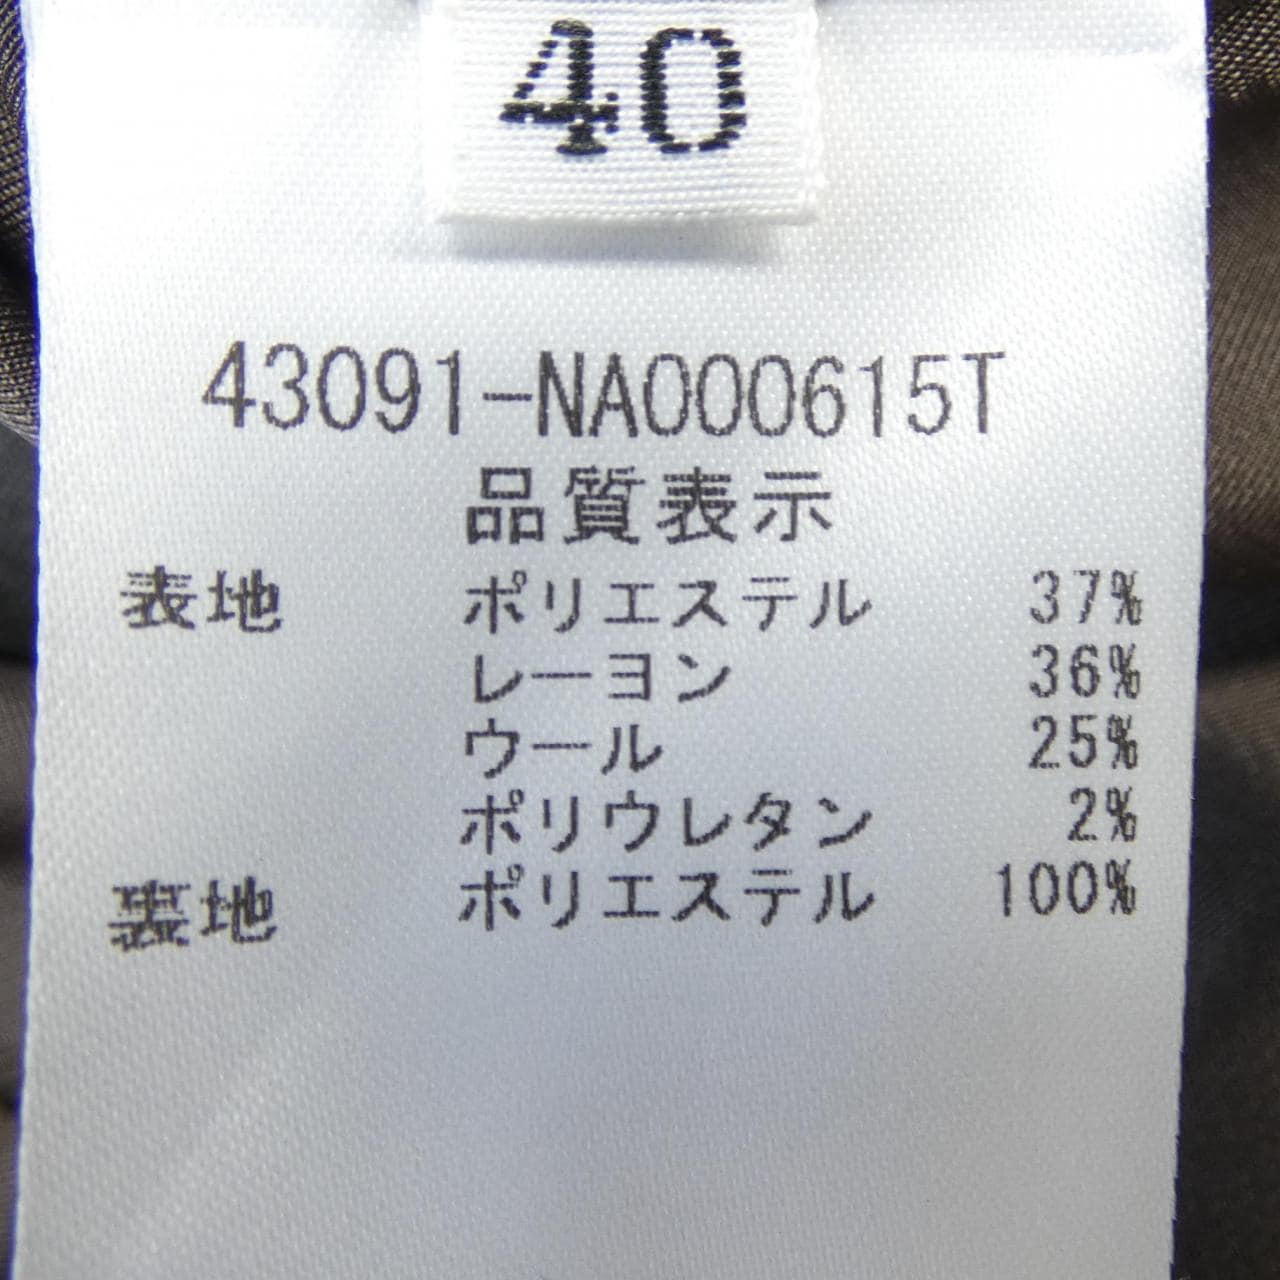 40
43091-NA000615T
品質表示
表地 ポリエステル 37%
レーヨン 36%
ウール 25%
ポリウレタン 2%
裏地 ポリエステル 100%